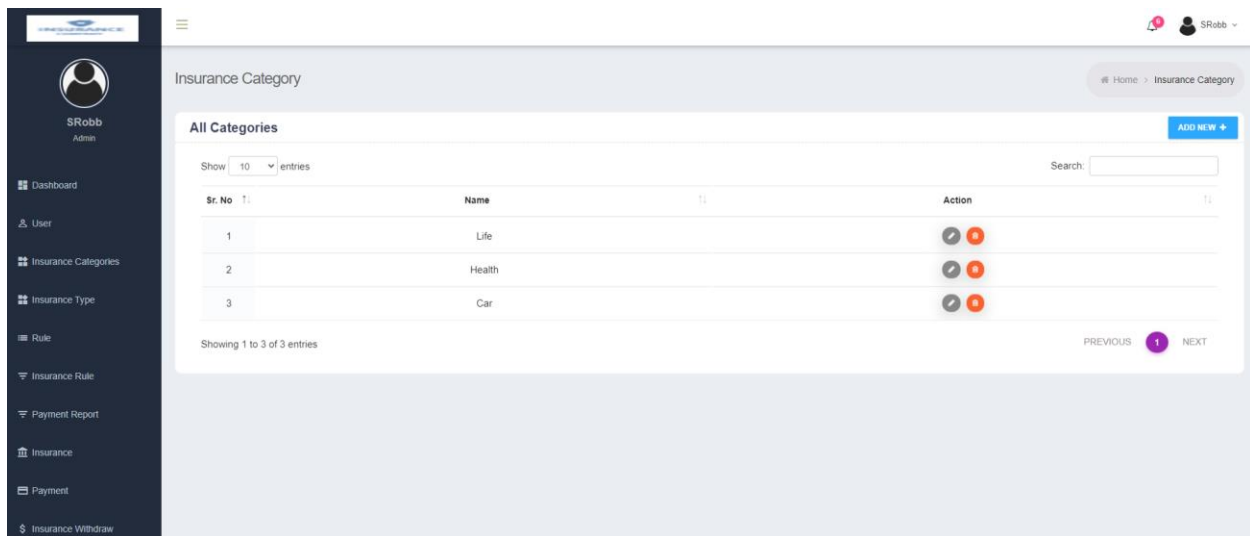 INSURANCE
SRobb
SRobb
Admin
Dashboard
User
Insurance Categories
Insurance Type
Rule
Insurance Rule
Payment Report
Insurance
Payment
Insurance Withdraw
Insurance Category
Home > Insurance Category
All Categories
ADD NEW +
Show 10 entries
Search:
Sr. No Name Action
1 Life
2 Health
3 Car
Showing 1 to 3 of 3 entries
PREVIOUS 1 NEXT